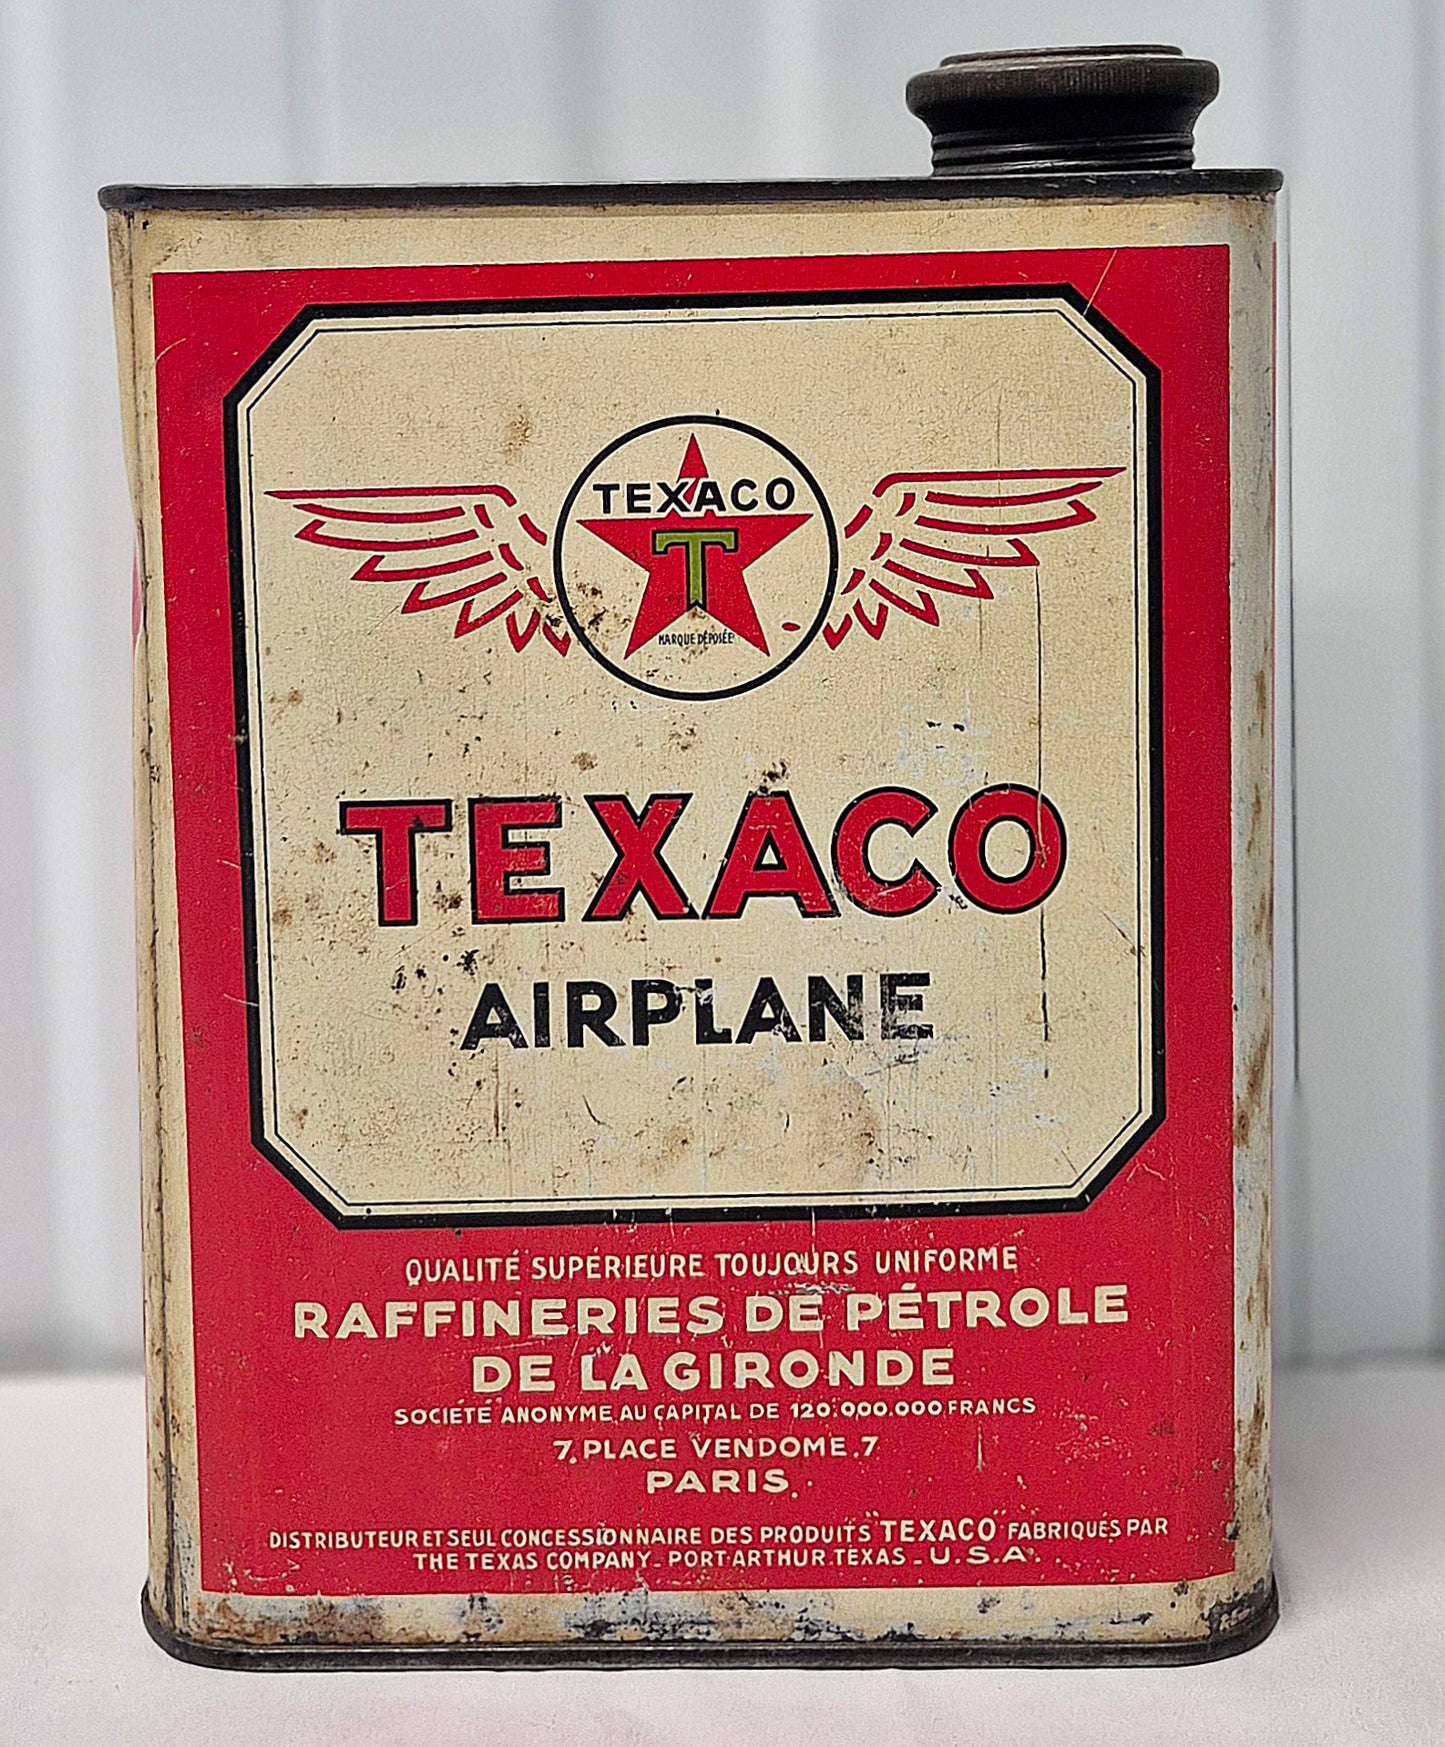 TEXACO
T
MARQUE DÉPOSÉE
TEXACO
AIRPLANE
QUALITÉ SUPÉRIEURE TOUJOURS UNIFORME
RAFFINERIES DE PÉTROLE
DE LA GIRONDE
SOCIÉTÉ ANONYME AU CAPITAL DE 120.000.000 FRANCS
7, PLACE VENDOME, 7
PARIS
DISTRIBUTEUR ET SEUL CONCESSIONNAIRE DES PRODUITS "TEXACO" FABRIQUÉS PAR
THE TEXAS COMPANY - PORT ARTHUR. TEXAS - U.S.A.